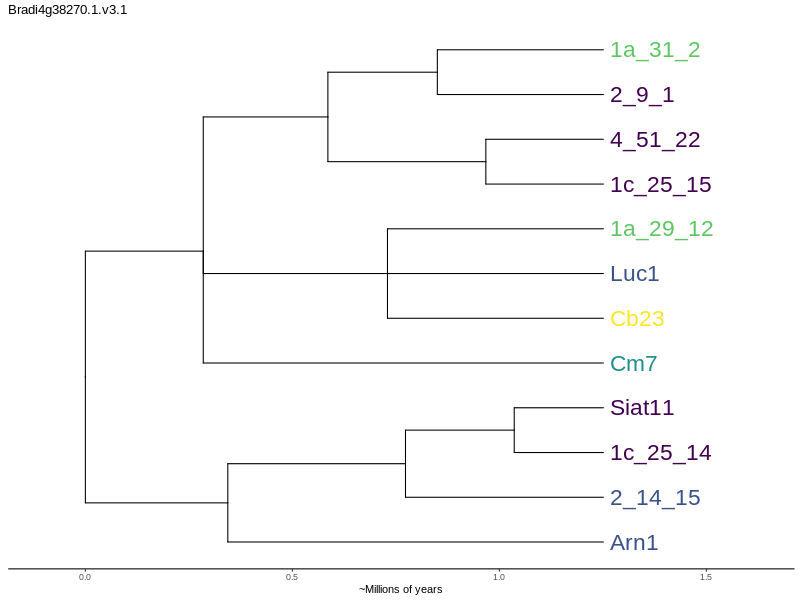 Bradi4g38270.1.v3.1
1a_31_2
2_9_1
4_51_22
1c_25_15
1a_29_12
Luc1
Cb23
Cm7
Siat11
1c_25_14
2_14_15
Arn1
0.0 0.5 1.0 1.5
~Millions of years